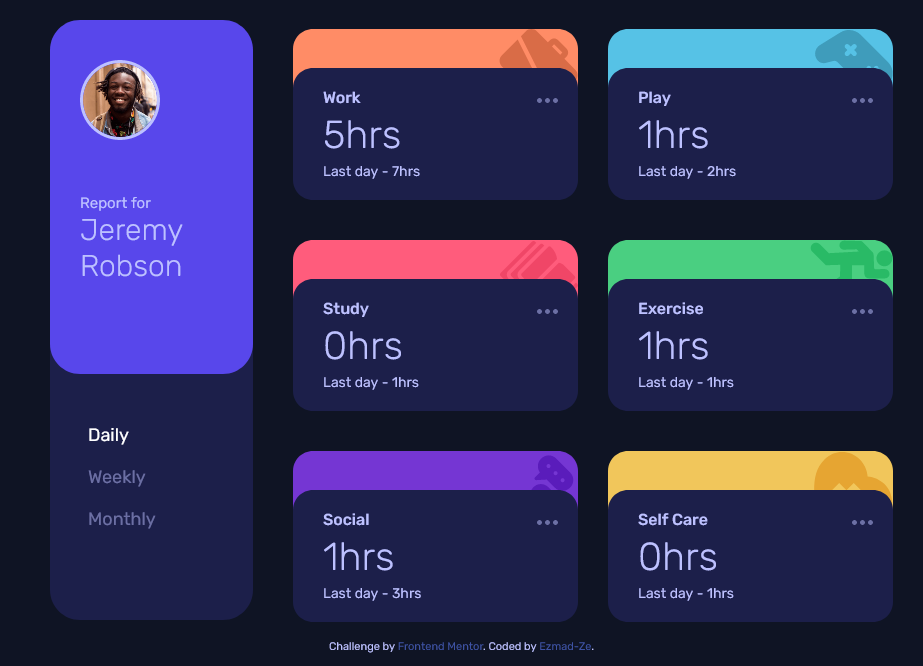 Report for
Jeremy
Robson
Daily
Weekly
Monthly
Work
5hrs
Last day - 7hrs
Play
1hrs
Last day - 2hrs
Study
0hrs
Last day - 1hrs
Exercise
1hrs
Last day - 1hrs
Social
1hrs
Last day - 3hrs
Self Care
0hrs
Last day - 1hrs
Challenge by Frontend Mentor. Coded by Ezmad-Ze.